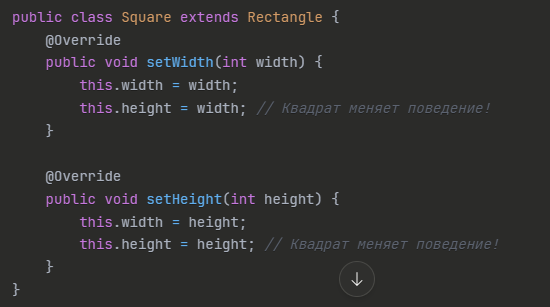 public class Square extends Rectangle {
    @Override
    public void setWidth(int width) {
        this.width = width;
        this.height = width; // Квадрат меняет поведение!
    }

    @Override
    public void setHeight(int height) {
        this.width = height;
        this.height = height; // Квадрат меняет поведение!
    }
}